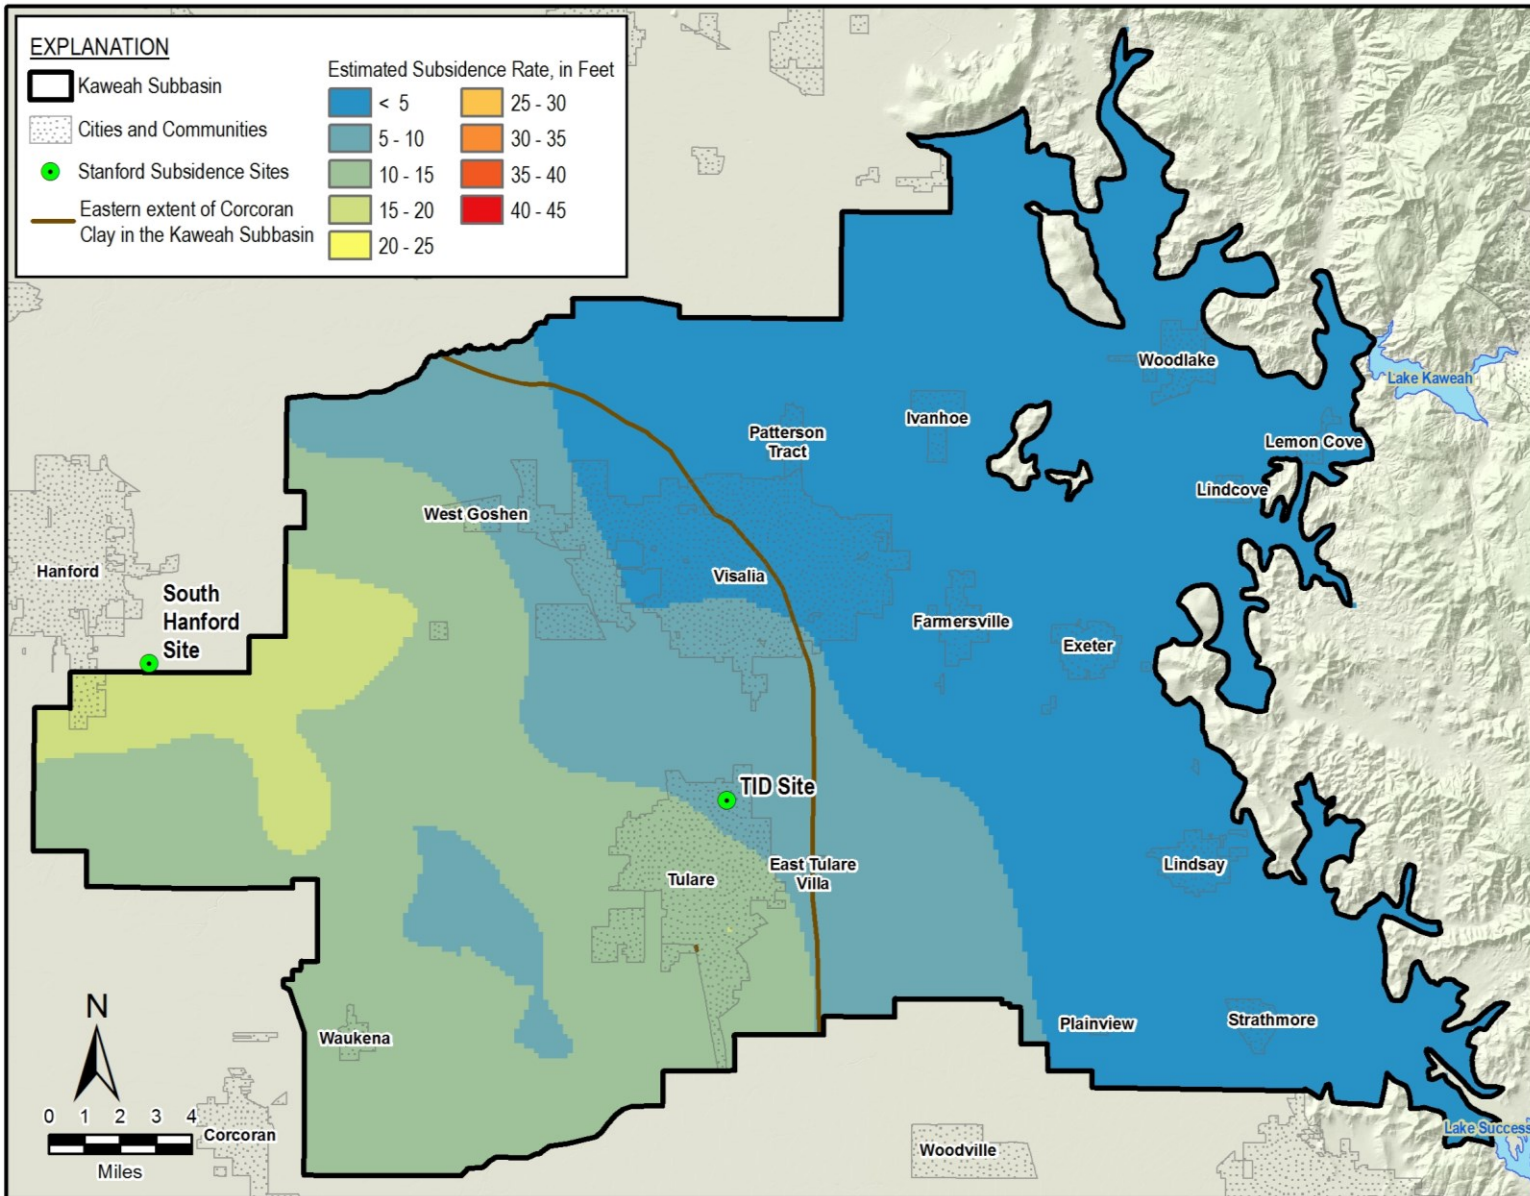 EXPLANATION
Kaweah Subbasin
Cities and Communities
Stanford Subsidence Sites
Eastern extent of Corcoran
Clay in the Kaweah Subbasin
Estimated Subsidence Rate, in Feet
< 5
5 - 10
10 - 15
15 - 20
20 - 25
25 - 30
30 - 35
35 - 40
40 - 45
Woodlake
Lake Kaweah
Ivanhoe
Patterson
Tract
Lemon Cove
Lindcove
West Goshen
Hanford
Visalia
South
Hanford
Site
Farmersville
Exeter
TID Site
East Tulare
Villa
Tulare
Lindsay
Waukena
Plainview
Strathmore
N
0 1 2 3 4
Miles
Corcoran
Woodville
Lake Success